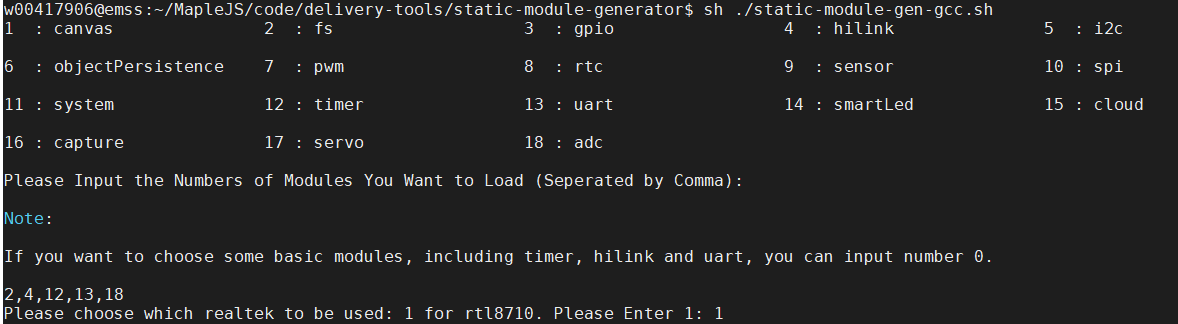 w00417906@emss:~/MapleJS/code/delivery-tools/static-module-generator$ sh ./static-module-gen-gcc.sh
1  : canvas               2  : fs                   3  : gpio                 4  : hilink               5  : i2c
6  : objectPersistence    7  : pwm                  8  : rtc                  9  : sensor               10 : spi
11 : system               12 : timer                13 : uart                 14 : smartLed             15 : cloud
16 : capture              17 : servo                18 : adc
Please Input the Numbers of Modules You Want to Load (Seperated by Comma):
Note:
If you want to choose some basic modules, including timer, hilink and uart, you can input number 0.
2,4,12,13,18
Please choose which realtek to be used: 1 for rtl8710. Please Enter 1: 1